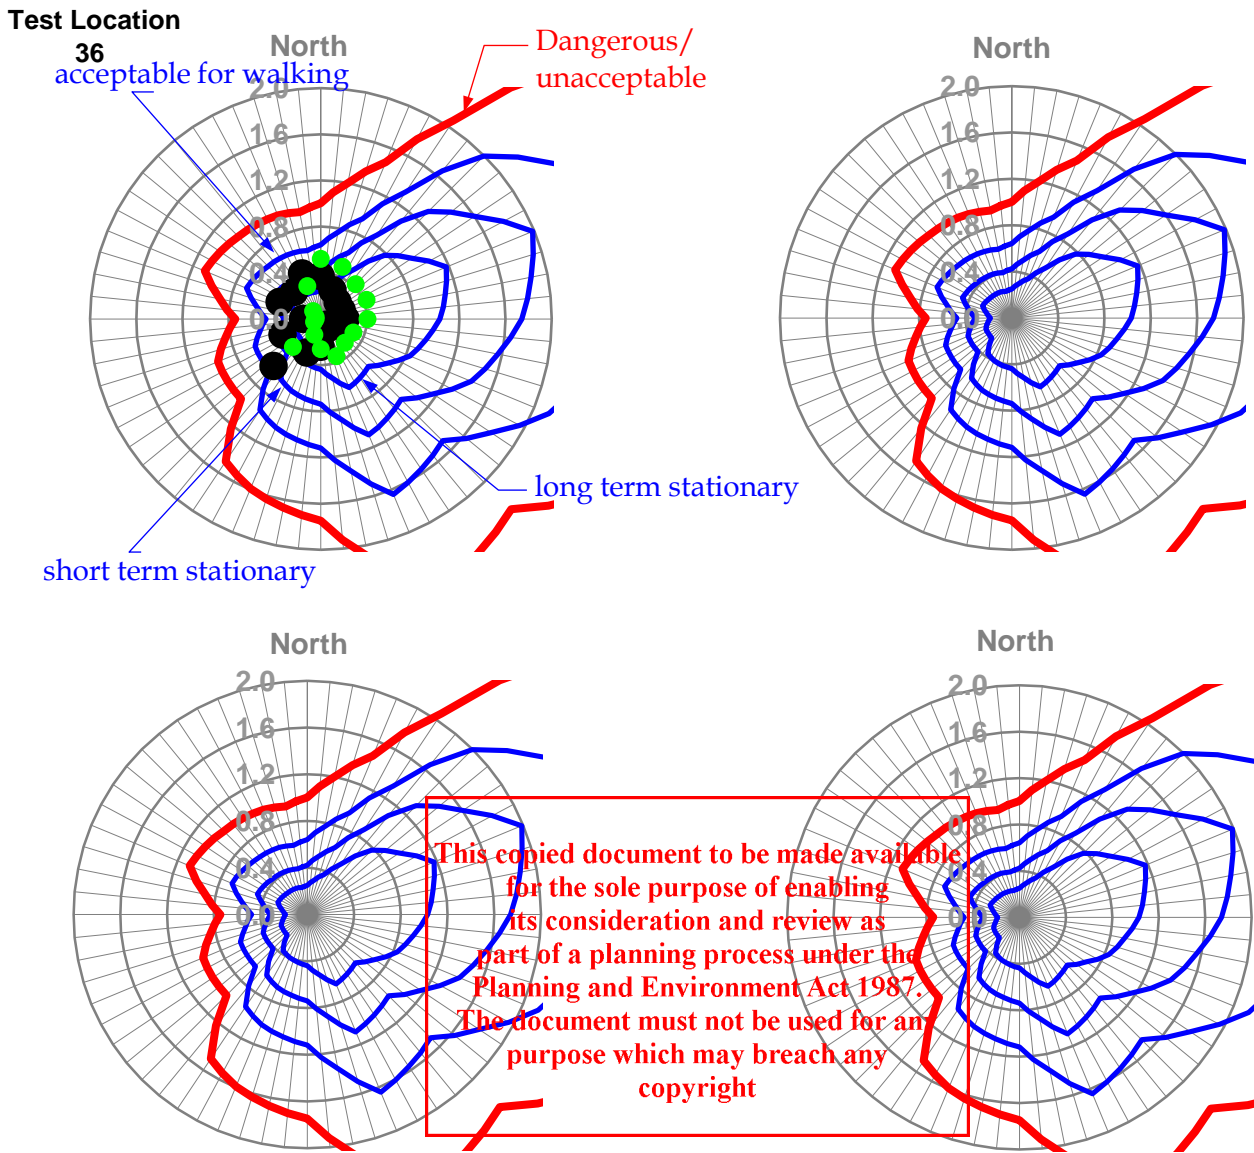 Test Location
36
North
Dangerous/
unacceptable
acceptable for walking
2.0
1.6
1.2
0.8
0.4
0.0
long term stationary
short term stationary
North
2.0
1.6
1.2
0.8
0.4
0.0
North
2.0
1.6
1.2
0.8
0.4
0.0
North
2.0
1.6
1.2
0.8
0.4
0.0
This copied document to be made available
for the sole purpose of enabling
its consideration and review as
part of a planning process under the
Planning and Environment Act 1987.
The document must not be used for any
purpose which may breach any
copyright